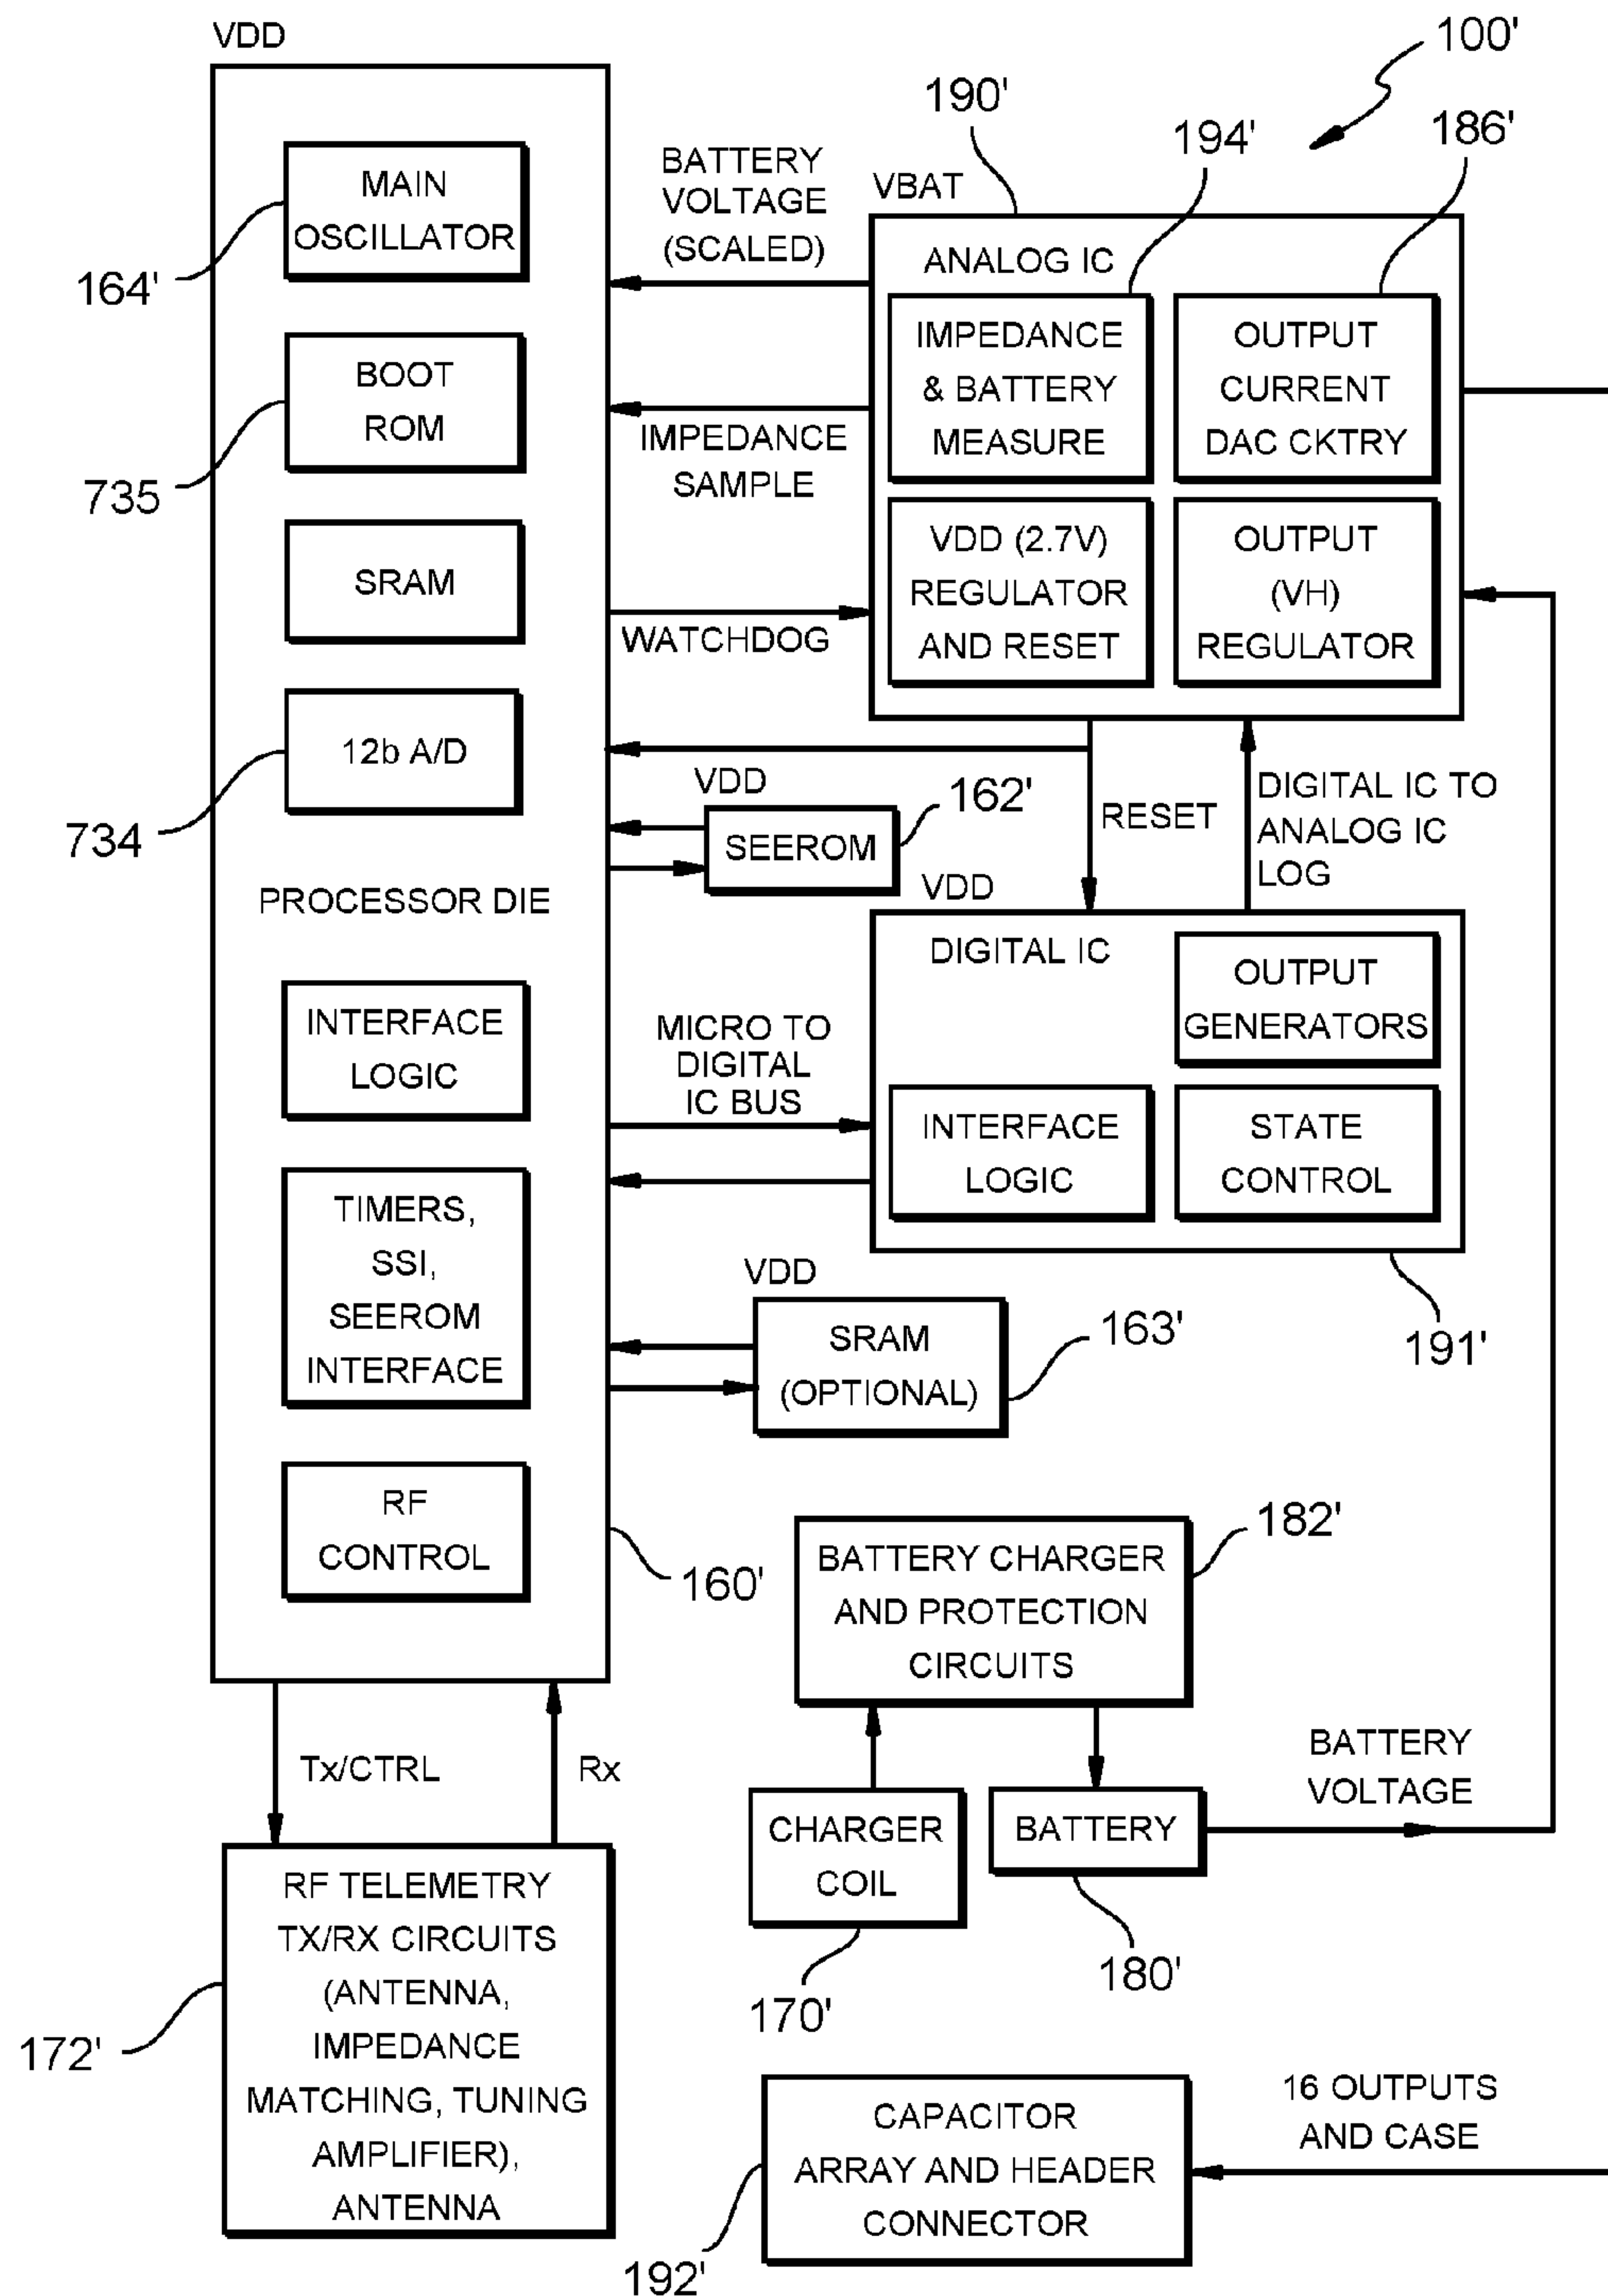 VDD
100'
190'
194'
186'
MAIN
OSCILLATOR
164'
BATTERY
VOLTAGE
(SCALED)
VBAT
ANALOG IC
IMPEDANCE
& BATTERY
MEASURE
OUTPUT
CURRENT
DAC CKTRY
BOOT
ROM
735
IMPEDANCE
SAMPLE
SRAM
VDD (2.7V)
REGULATOR
AND RESET
OUTPUT
(VH)
REGULATOR
WATCHDOG
12b A/D
734
VDD
SEEROM
162'
RESET
DIGITAL IC TO
ANALOG IC
LOG
PROCESSOR DIE
VDD
DIGITAL IC
OUTPUT
GENERATORS
INTERFACE
LOGIC
MICRO TO
DIGITAL
IC BUS
INTERFACE
LOGIC
STATE
CONTROL
191'
TIMERS,
SSI,
SEEROM
INTERFACE
VDD
SRAM
(OPTIONAL)
163'
RF
CONTROL
160'
BATTERY CHARGER
AND PROTECTION
CIRCUITS
182'
Tx/CTRL
Rx
CHARGER
COIL
170'
BATTERY
180'
BATTERY
VOLTAGE
RF TELEMETRY
TX/RX CIRCUITS
(ANTENNA,
IMPEDANCE
MATCHING, TUNING
AMPLIFIER),
ANTENNA
172'
CAPACITOR
ARRAY AND HEADER
CONNECTOR
192'
16 OUTPUTS
AND CASE